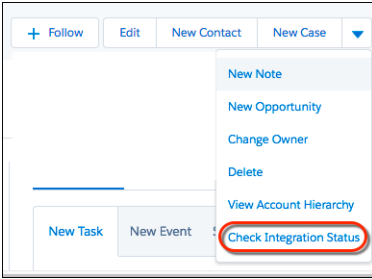 + Follow
Edit
New Contact
New Case
New Note
New Opportunity
Change Owner
Delete
View Account Hierarchy
Check Integration Status
New Task
New Event